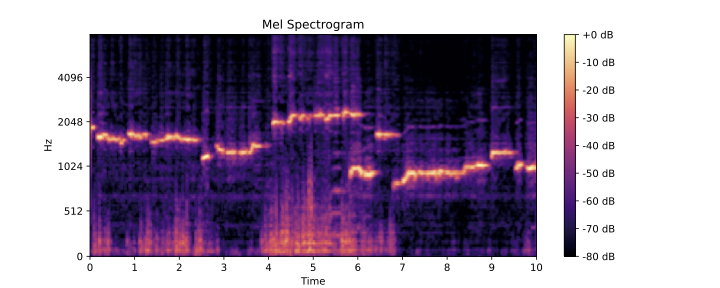 Mel Spectrogram
Hz
4096
2048
1024
512
0
0 1 2 3 4 5 6 7 8 9 10
Time
+0 dB
-10 dB
-20 dB
-30 dB
-40 dB
-50 dB
-60 dB
-70 dB
-80 dB